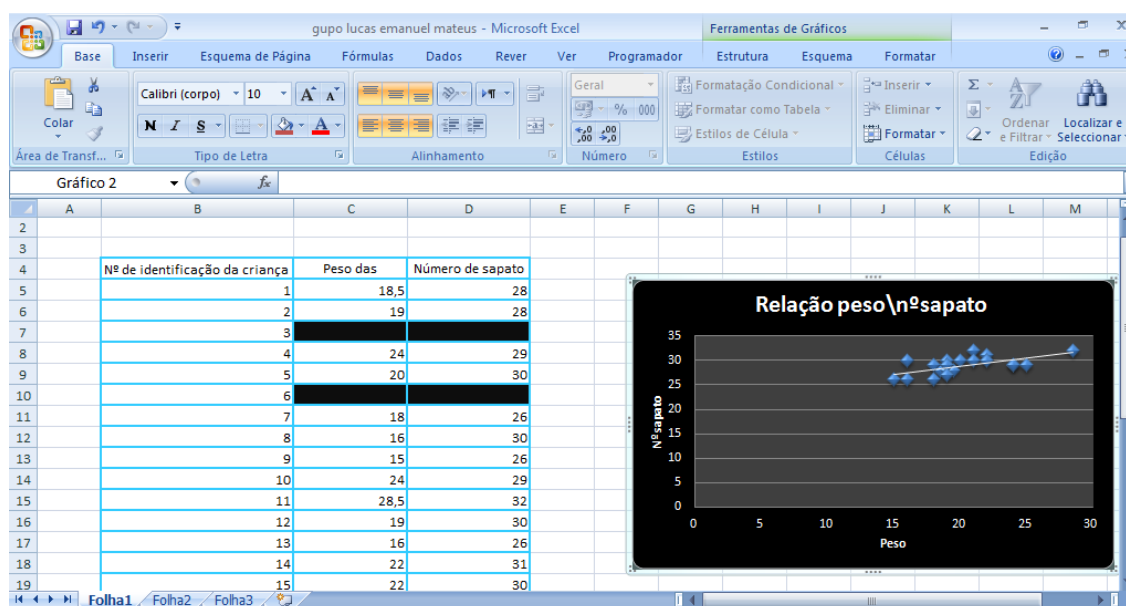 gupo lucas emanuel mateus - Microsoft Excel
Ferramentas de Gráficos
Base Inserir Esquema de Página Fórmulas Dados Rever Ver Programador Estrutura Esquema Formatar
Colar
Área de Transf...
Calibri (corpo) 10
N I S
Tipo de Letra
Alinhamento
Geral
% 000
Número
Formatação Condicional
Formatar como Tabela
Estilos de Célula
Estilos
Inserir
Eliminar
Formatar
Células
Σ
Ordenar e Filtrar
Localizar e Seleccionar
Edição
Gráfico 2 fx
A B C D E F G H I J K L M
2
3
4 Nº de identificação da criança Peso das Número de sapato
5 1 18,5 28
6 2 19 28
7 3
8 4 24 29
9 5 20 30
10 6
11 7 18 26
12 8 16 30
13 9 15 26
14 10 24 29
15 11 28,5 32
16 12 19 30
17 13 16 26
18 14 22 31
19 15 22 30
Relação peso\nºsapato
Nºsapato
35
30
25
20
15
10
5
0
0 5 10 15 20 25 30
Peso
Folha1 Folha2 Folha3